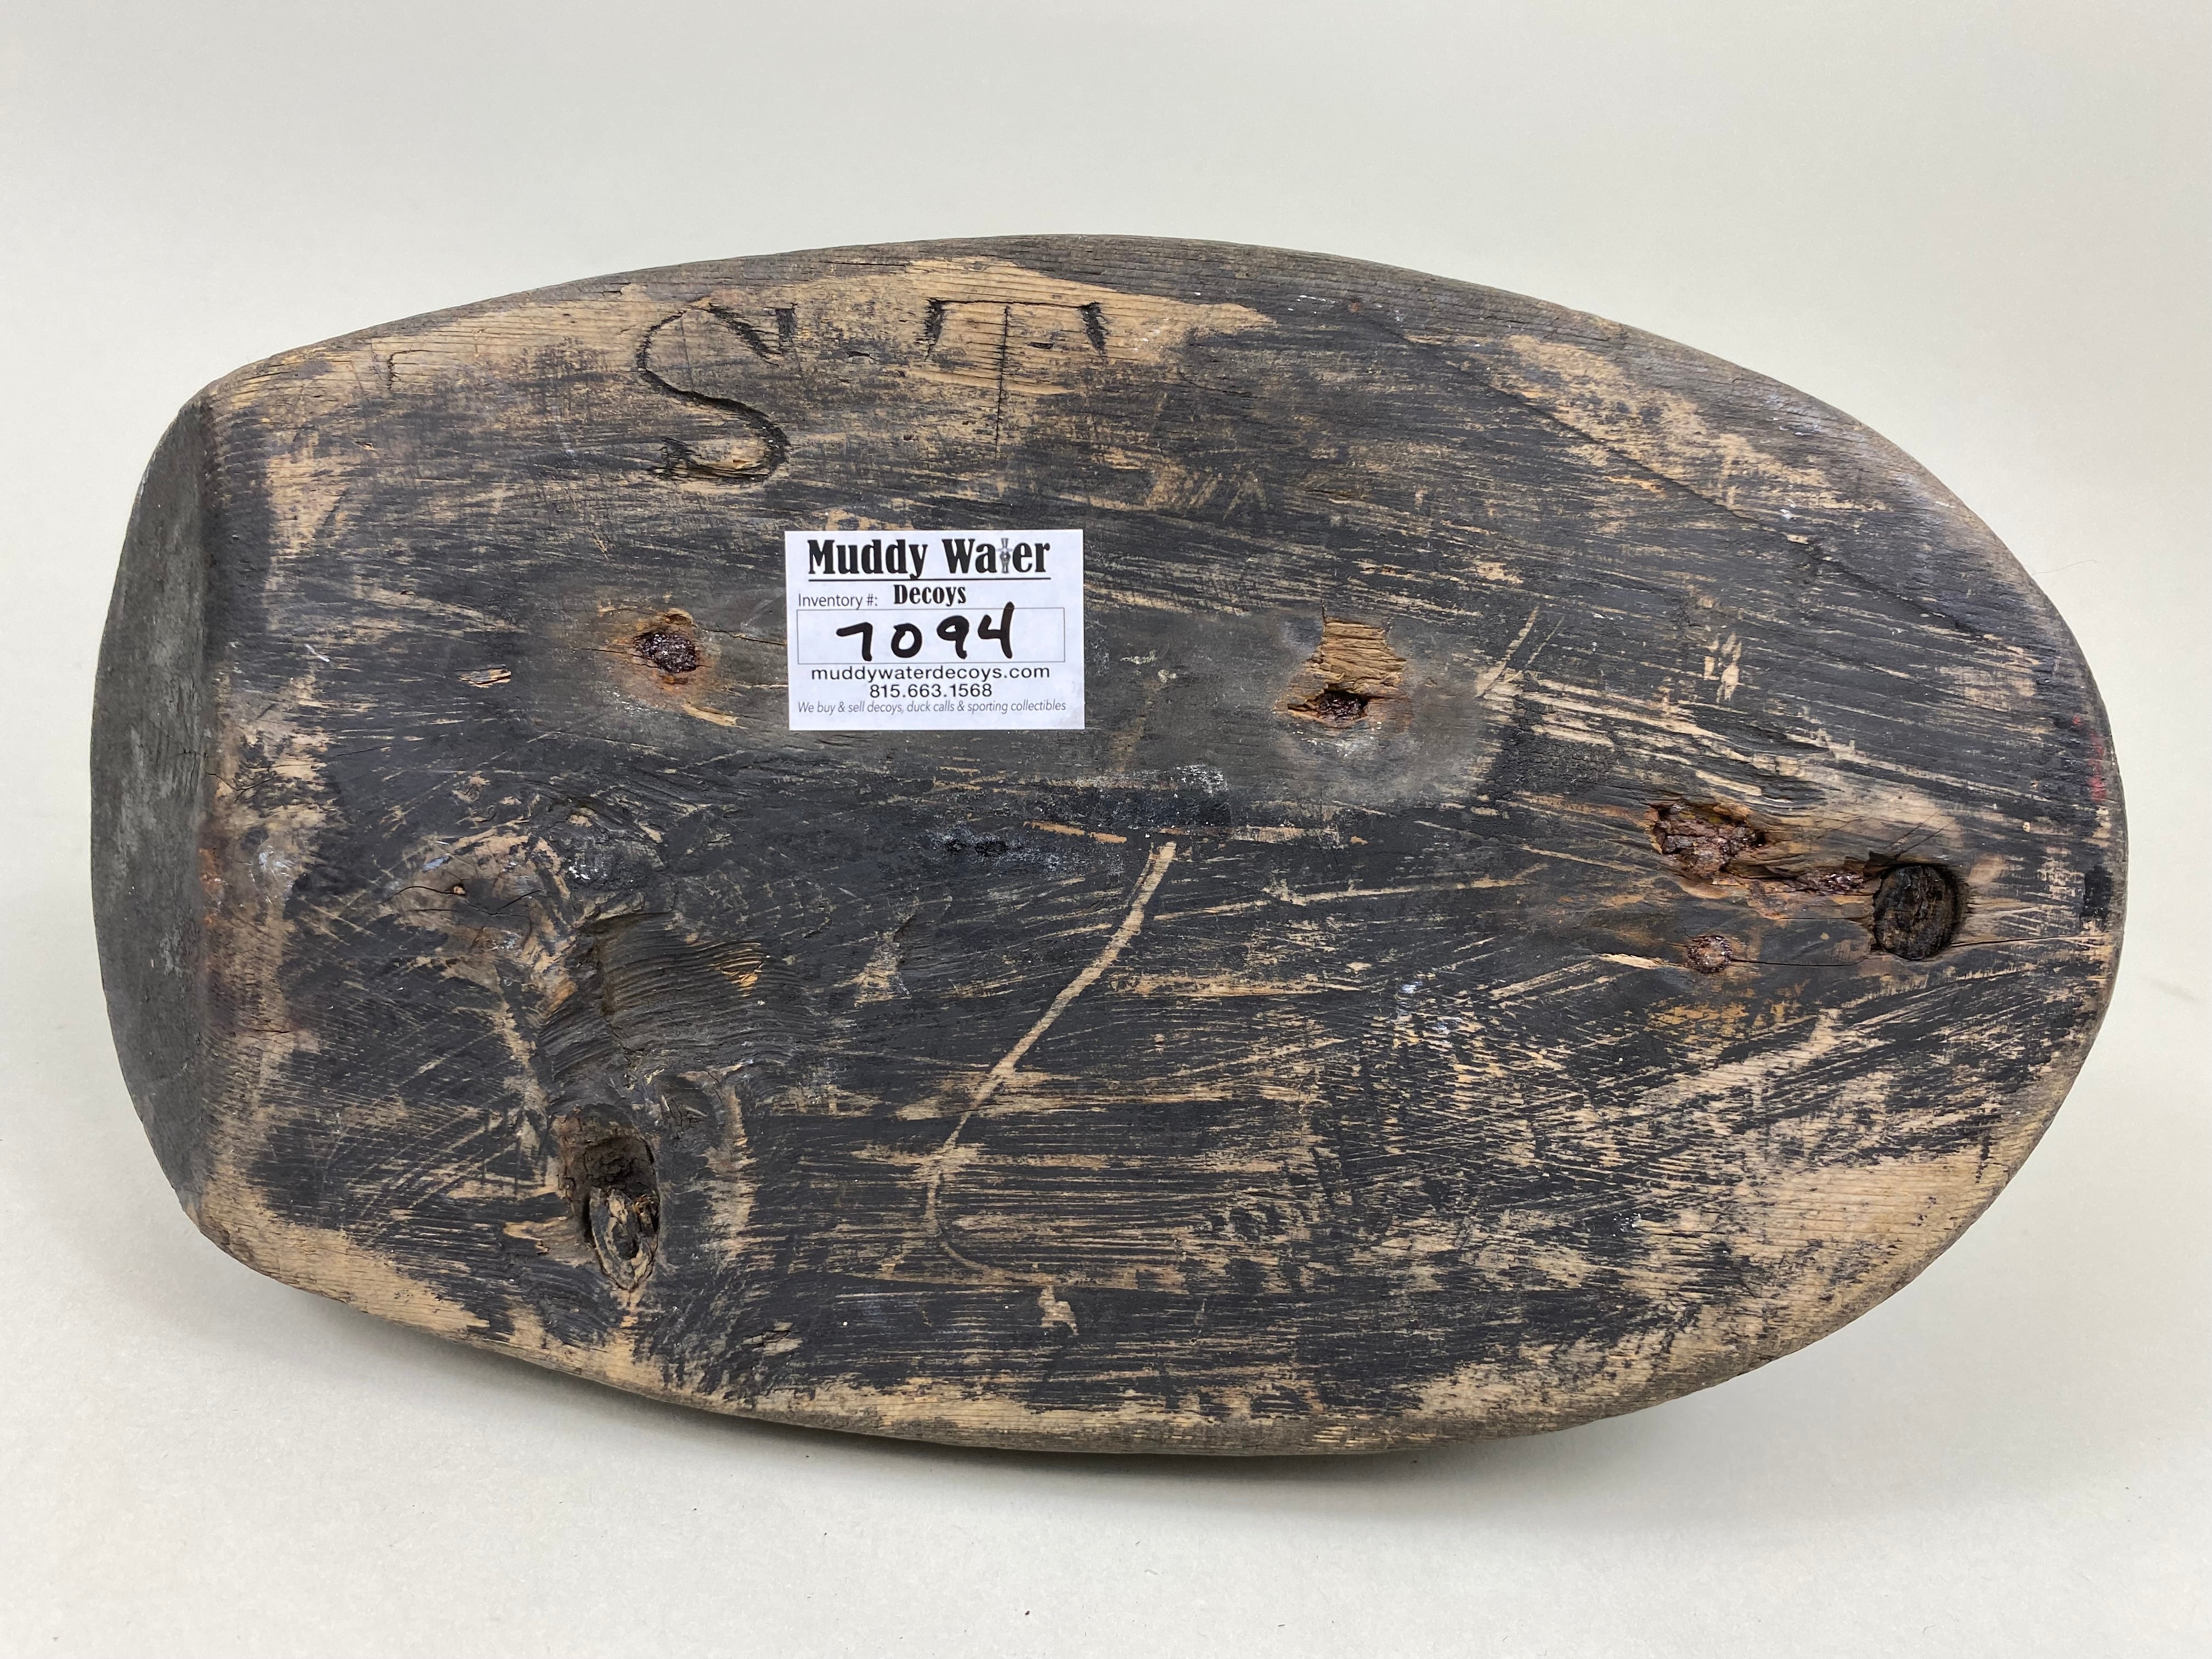 S T
Muddy Water
Decoys
Inventory #:
7094
muddywaterdecoys.com
815.663.1568
We buy & sell decoys, duck calls & sporting collectibles